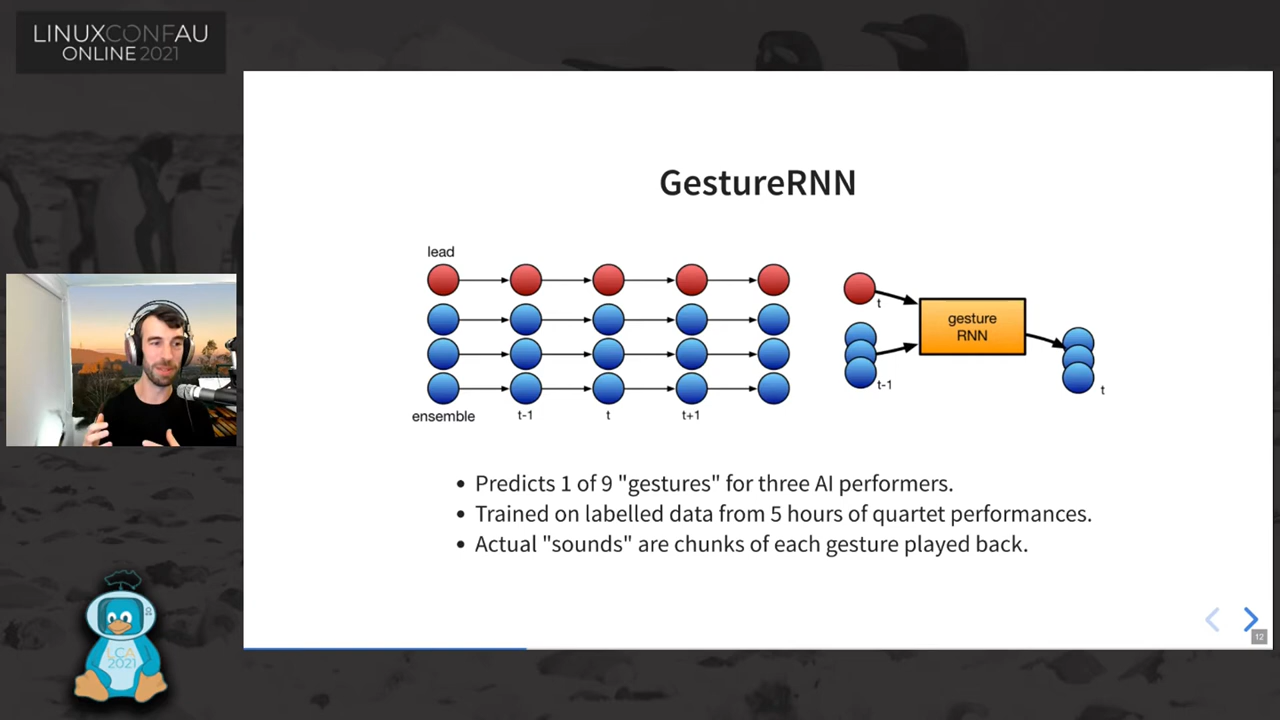 LINUXCONFAU
ONLINE 2021
GestureRNN
lead
ensemble
t-1
t
t+1
t
t-1
gesture
RNN
t
Predicts 1 of 9 "gestures" for three AI performers.
Trained on labelled data from 5 hours of quartet performances.
Actual "sounds" are chunks of each gesture played back.
12
LCA
2021